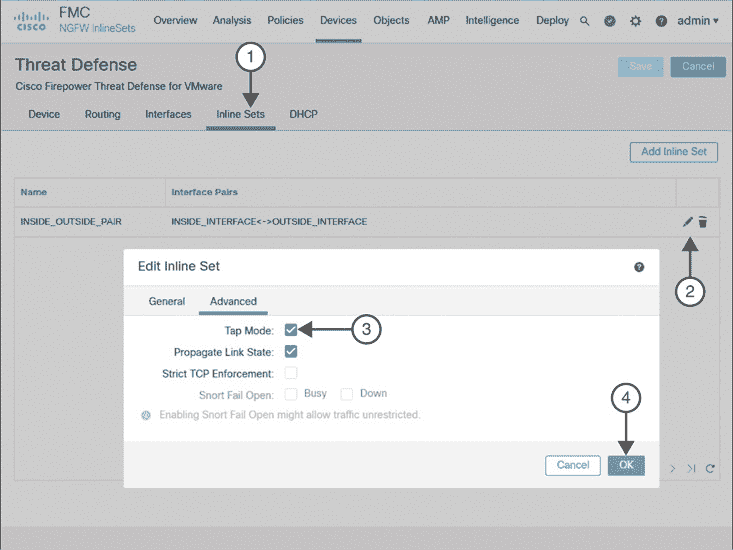 cisco
FMC
NGFW InlineSets
Overview Analysis Policies Devices Objects AMP Intelligence Deploy admin
1
Threat Defense
Save Cancel
Cisco Firepower Threat Defense for VMware
Device Routing Interfaces Inline Sets DHCP
Add Inline Set
Name Interface Pairs
INSIDE_OUTSIDE_PAIR INSIDE_INTERFACE<->OUTSIDE_INTERFACE
2
Edit Inline Set
General Advanced
Tap Mode: 3
Propagate Link State:
Strict TCP Enforcement:
Snort Fail Open: Busy Down
Enabling Snort Fail Open might allow traffic unrestricted.
4
Cancel OK